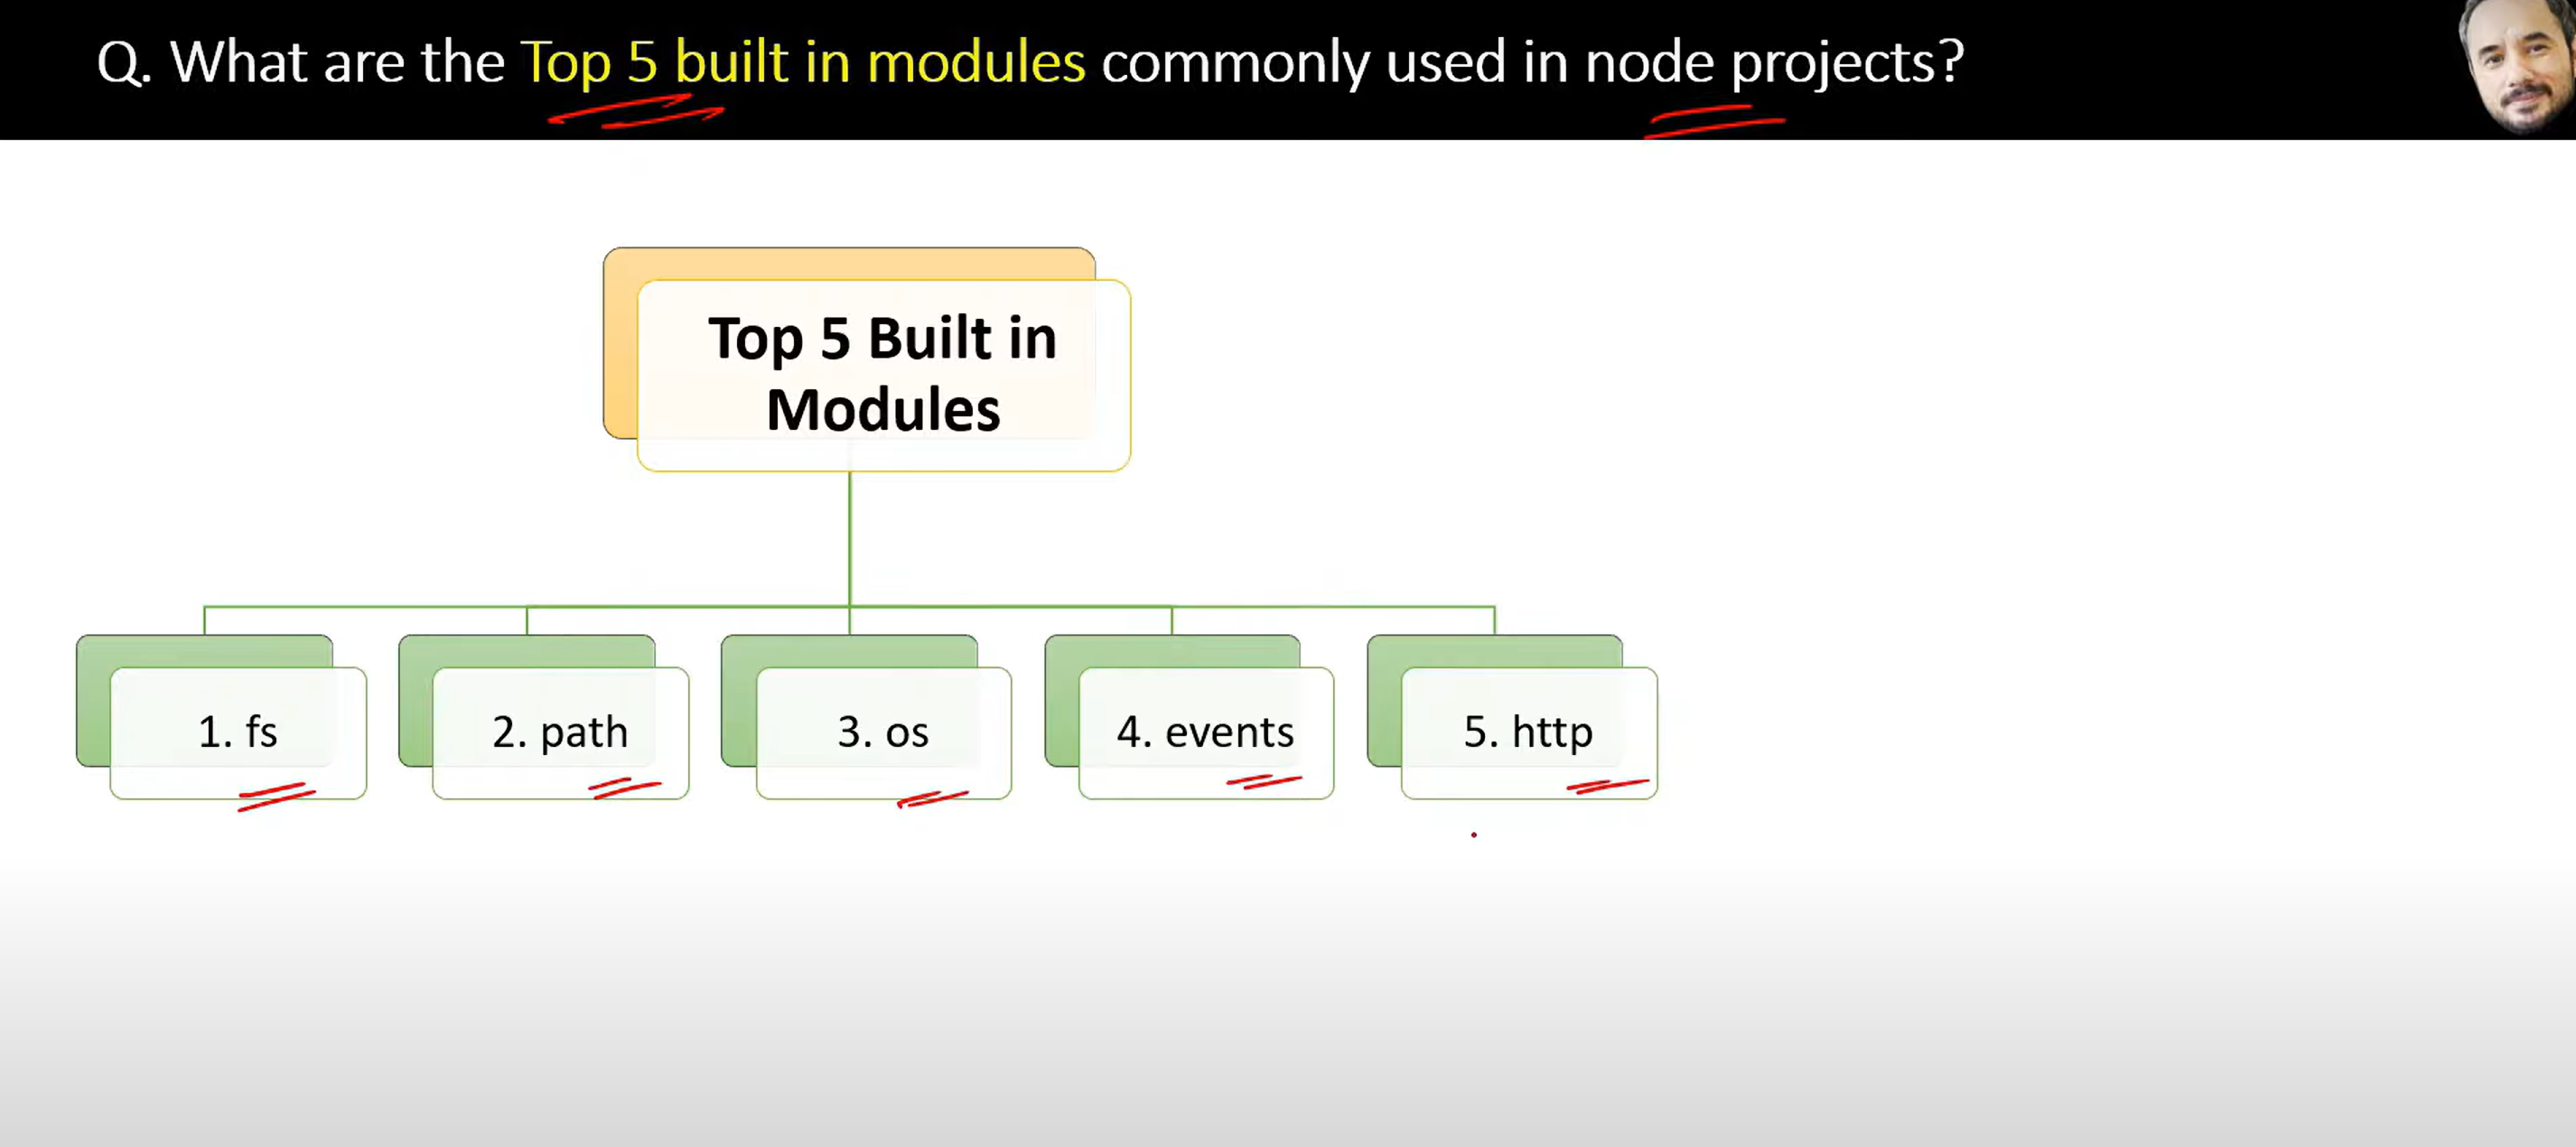 Q. What are the Top 5 built in modules commonly used in node projects?
Top 5 Built in
Modules
1. fs
2. path
3. os
4. events
5. http